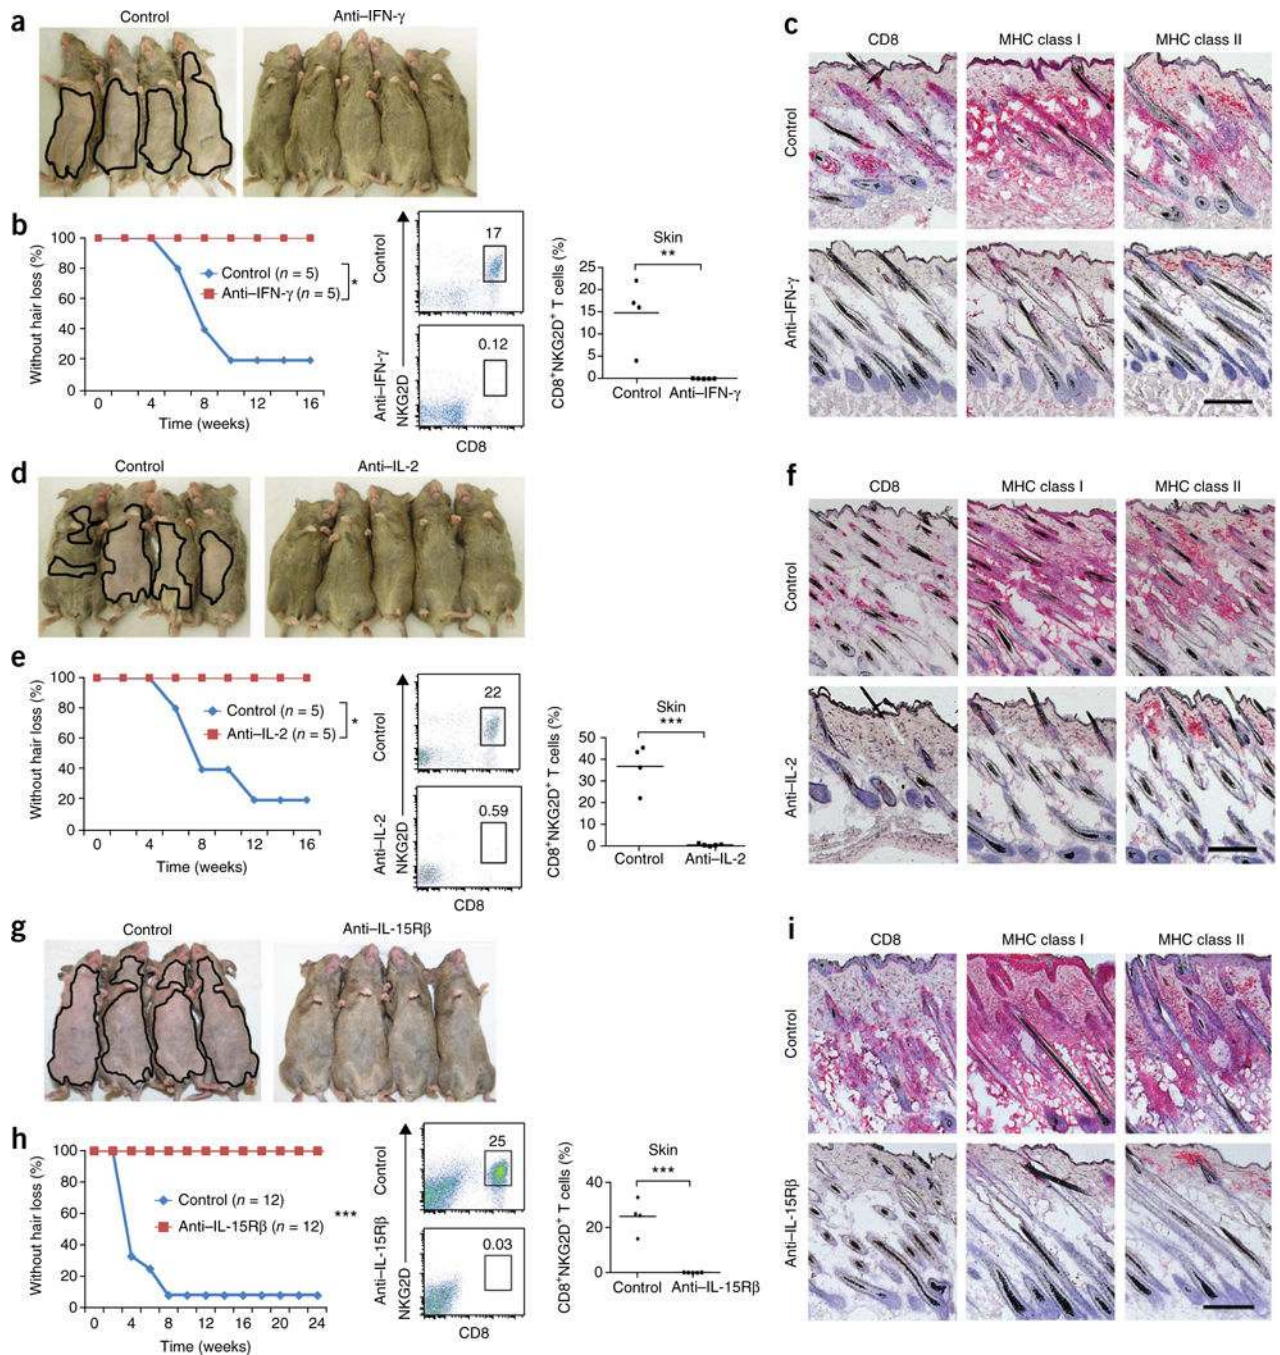 a
Control
Anti–IFN-γ
b
Without hair loss (%)
100
80
60
40
20
0
0
4
8
12
16
Time (weeks)
Control (n = 5)
Anti–IFN-γ (n = 5)
*
Control
17
Anti–IFN-γ
NKG2D
0.12
CD8
CD8+NKG2D+ T cells (%)
Skin
**
25
20
15
10
5
0
Control
Anti–IFN-γ
c
CD8
MHC class I
MHC class II
Control
Anti–IFN-γ
d
Control
Anti–IL-2
e
Without hair loss (%)
100
80
60
40
20
0
0
4
8
12
16
Time (weeks)
Control (n = 5)
Anti–IL-2 (n = 5)
*
Control
22
Anti–IL-2
NKG2D
0.59
CD8
CD8+NKG2D+ T cells (%)
Skin
***
50
40
30
20
10
0
Control
Anti–IL-2
f
CD8
MHC class I
MHC class II
Control
Anti–IL-2
g
Control
Anti–IL-15Rβ
h
Without hair loss (%)
100
80
60
40
20
0
0
4
8
12
16
20
24
Time (weeks)
Control (n = 12)
Anti–IL-15Rβ (n = 12)
***
Control
25
Anti–IL-15Rβ
NKG2D
0.03
CD8
CD8+NKG2D+ T cells (%)
Skin
***
40
20
0
Control
Anti–IL-15Rβ
i
CD8
MHC class I
MHC class II
Control
Anti–IL-15Rβ